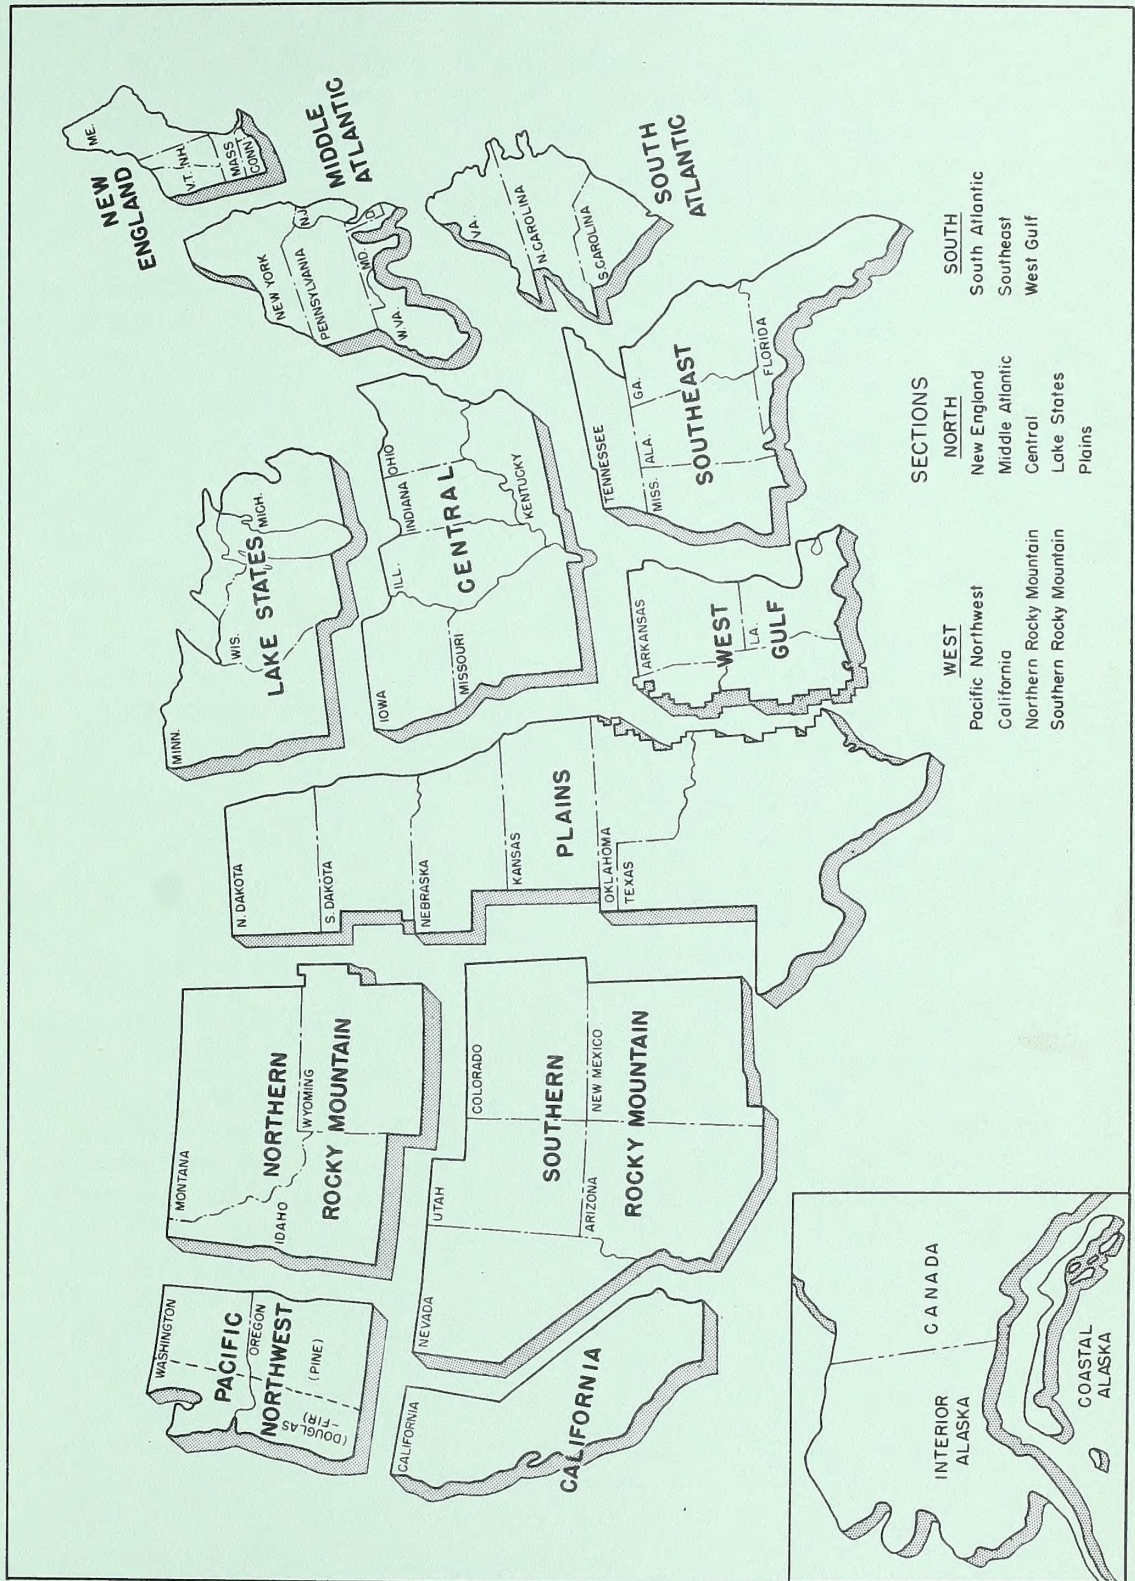 NEW
ENGLAND
ME.
V.T.
N.H.
MASS
CONN.
MIDDLE
ATLANTIC
NEW YORK
PENNSYLVANIA
N.J.
MD.
D.
W.VA.
SOUTH
ATLANTIC
VA.
N. CAROLINA
S. CAROLINA
LAKE STATES
MINN.
WIS.
MICH.
CENTRAL
IOWA
MISSOURI
ILL.
INDIANA
OHIO
KENTUCKY
SOUTHEAST
TENNESSEE
MISS.
ALA.
GA.
FLORIDA
WEST
GULF
ARKANSAS
LA.
PLAINS
N. DAKOTA
S. DAKOTA
NEBRASKA
KANSAS
OKLAHOMA
TEXAS
NORTHERN
ROCKY MOUNTAIN
MONTANA
IDAHO
WYOMING
SOUTHERN
ROCKY MOUNTAIN
NEVADA
UTAH
COLORADO
ARIZONA
NEW MEXICO
PACIFIC
NORTHWEST
WASHINGTON
OREGON
(DOUGLAS
-FIR)
(PINE)
CALIFORNIA
CALIFORNIA
INTERIOR
ALASKA
CANADA
COASTAL
ALASKA
SECTIONS
WEST
Pacific Northwest
California
Northern Rocky Mountain
Southern Rocky Mountain
NORTH
New England
Middle Atlantic
Central
Lake States
Plains
SOUTH
South Atlantic
Southeast
West Gulf